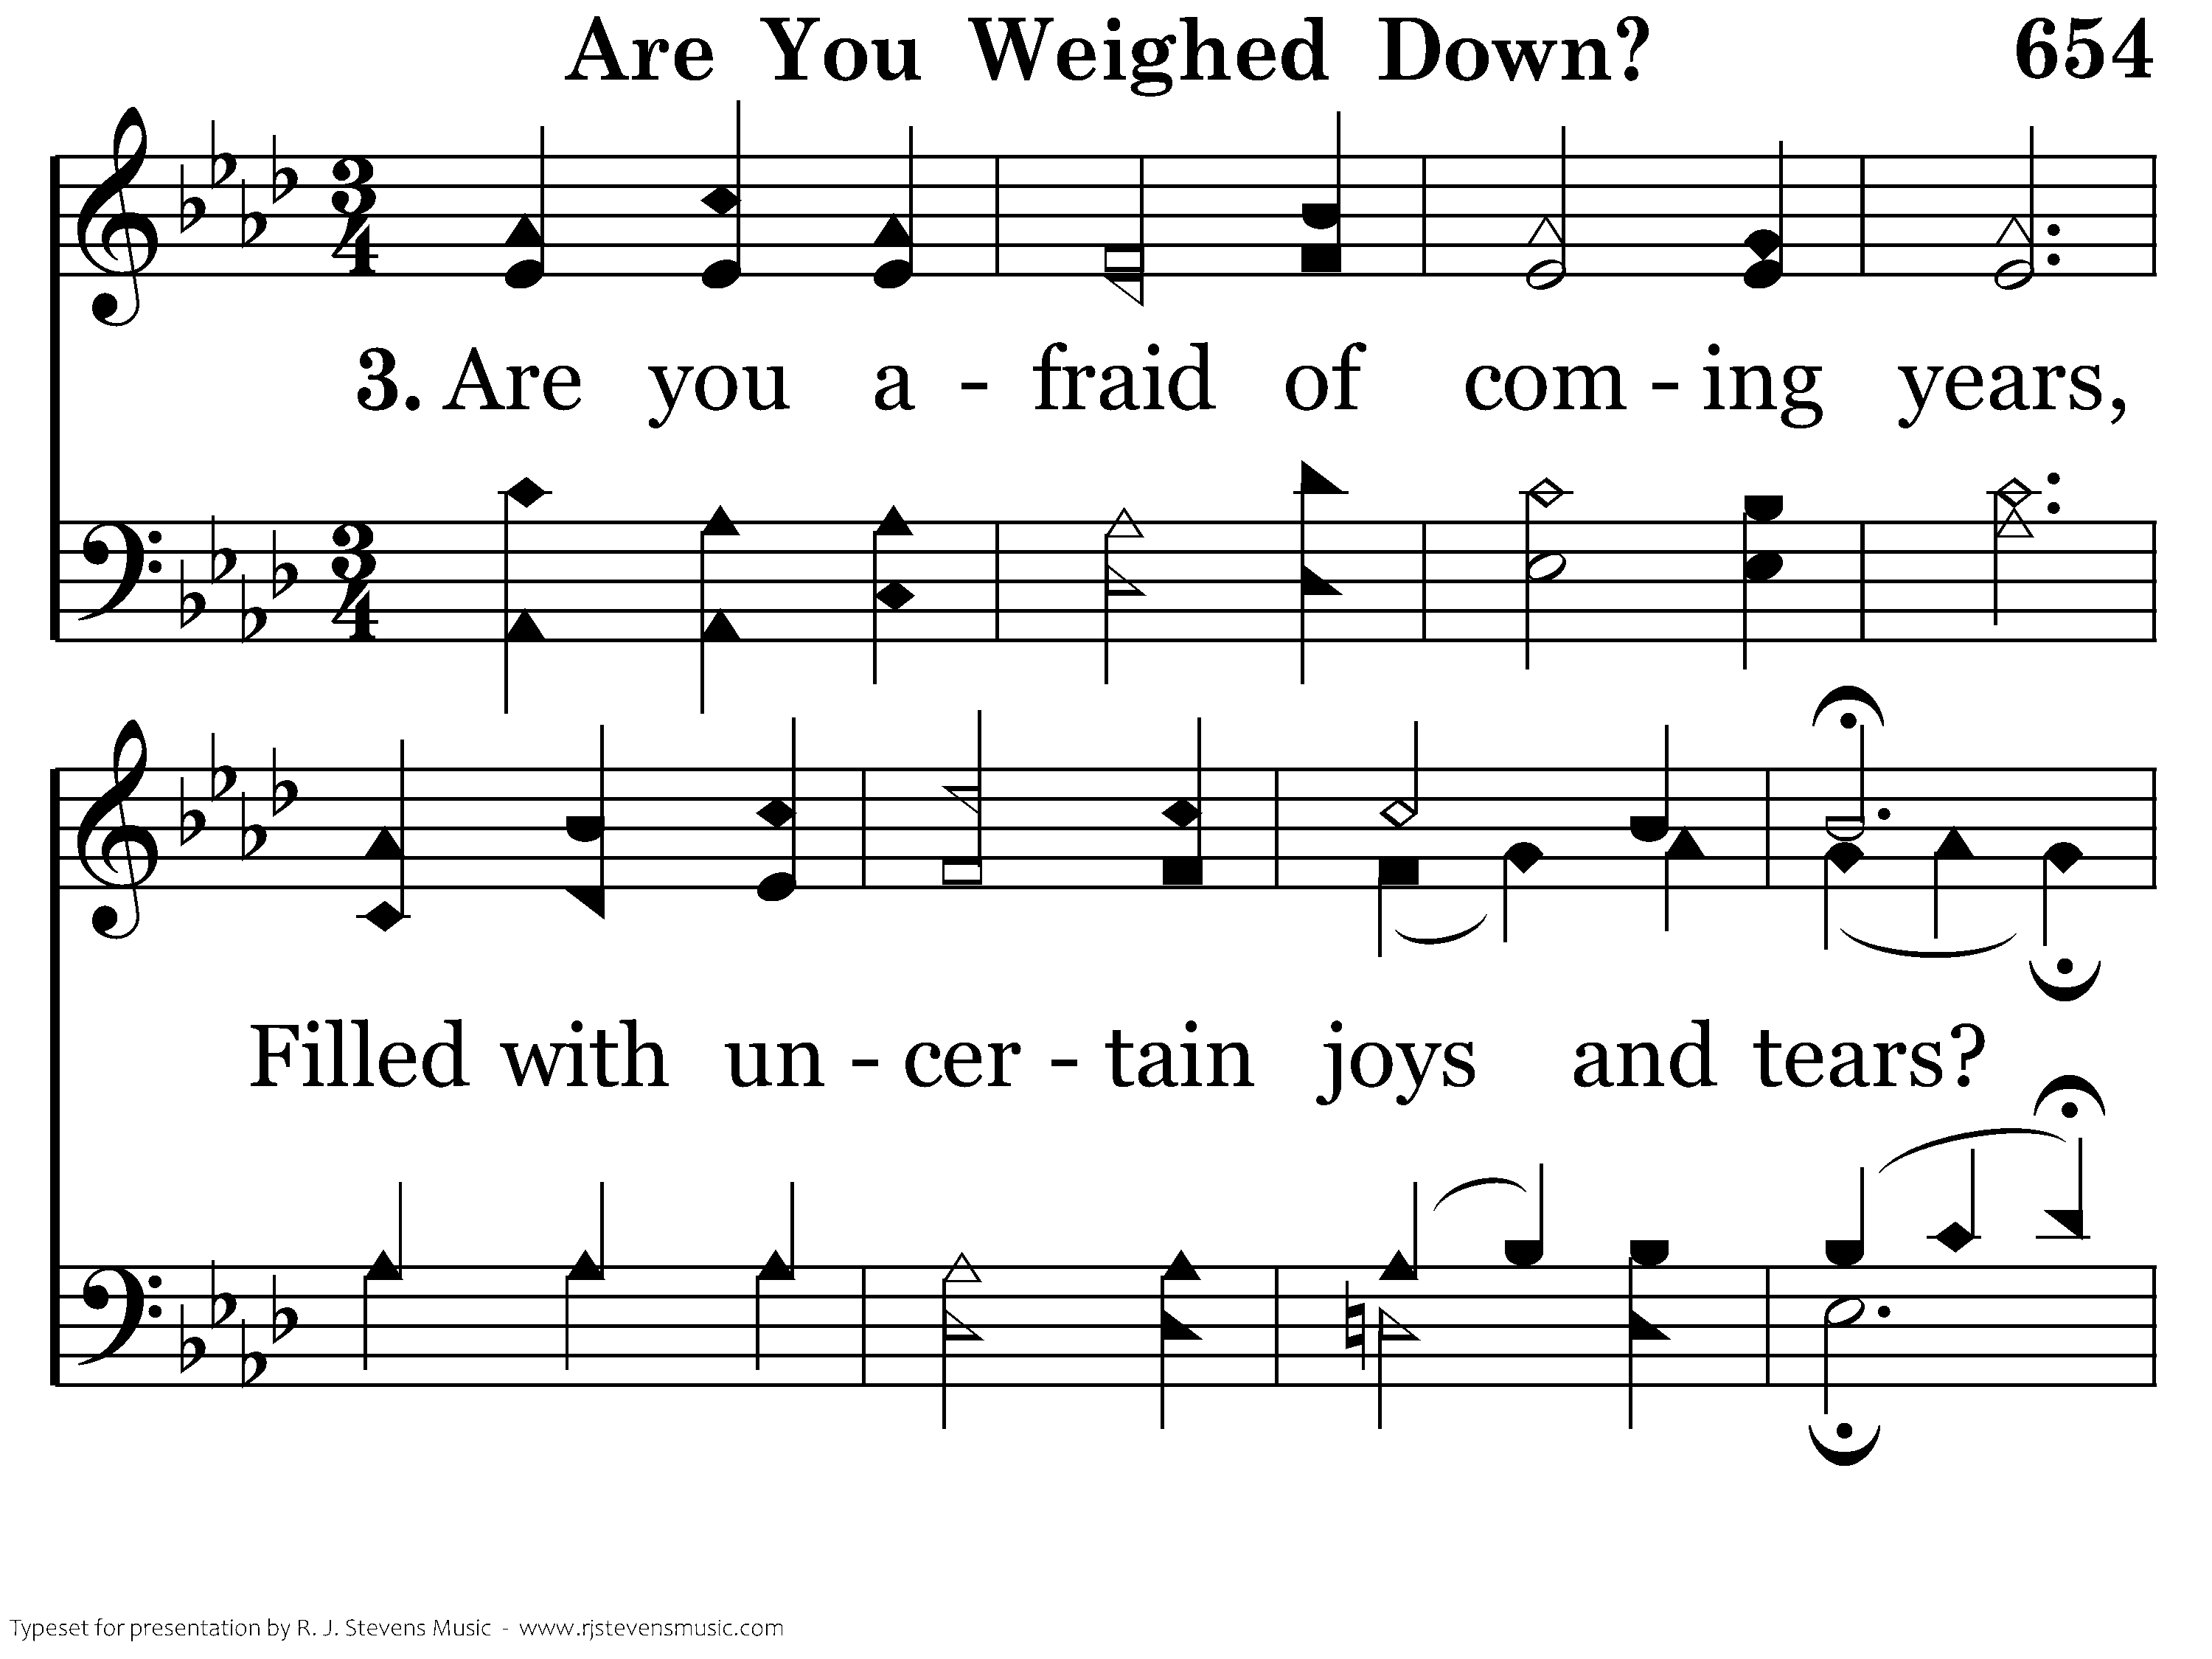 Are You Weighed Down? 654
3. Are you a - fraid of com - ing years,
Filled with un - cer - tain joys and tears?
Typeset for presentation by R. J. Stevens Music - www.rjstevensmusic.com